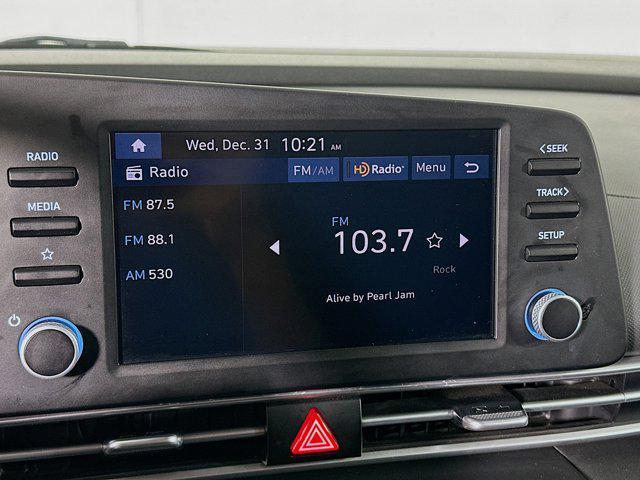 Wed, Dec. 31 10:21 AM
Radio FM/AM HD Radio Menu
FM 87.5
FM 88.1
AM 530
FM
103.7
Rock
Alive by Pearl Jam
RADIO
MEDIA
<SEEK
TRACK>
SETUP